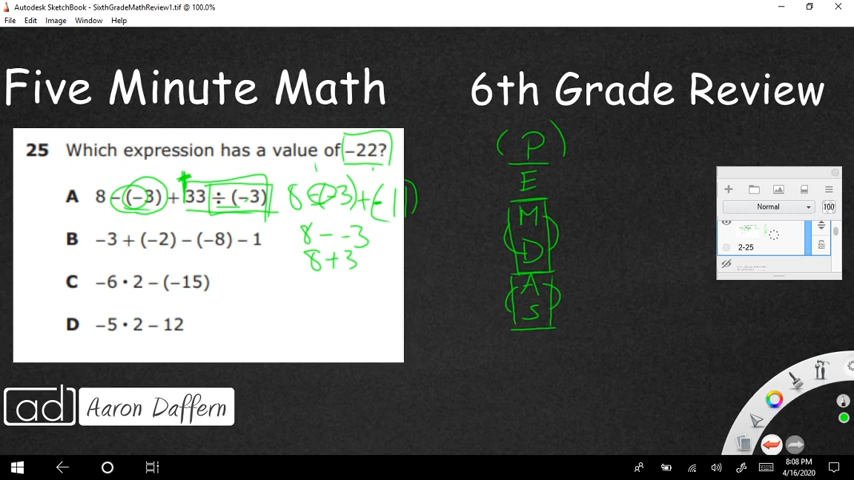 Autodesk SketchBook - SixthGradeMathReview1.tif @ 100.0%
File Edit Image Window Help
Five Minute Math
6th Grade Review
25 Which expression has a value of −22?
A 8 − (−3) + 33 ÷ (−3)
B −3 + (−2) − (−8) − 1
C −6 • 2 − (−15)
D −5 • 2 − 12
8 - (-3) + (-11)
8 - -3
8 + 3
( P )
E
M
D
A
S
Normal
100
2-25
ad Aaron Daffern
8:08 PM
4/16/2020